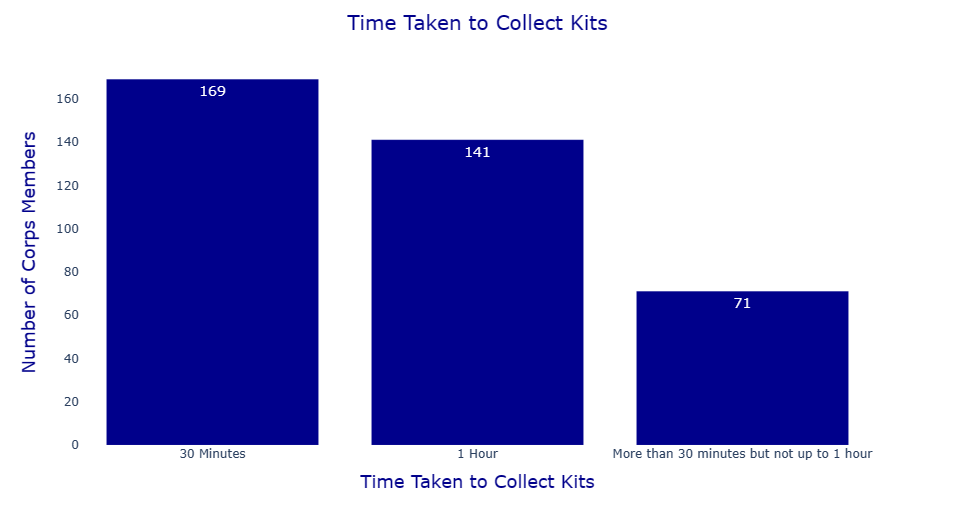 Time Taken to Collect Kits
Number of Corps Members
160
140
120
100
80
60
40
20
0
169
141
71
30 Minutes
1 Hour
More than 30 minutes but not up to 1 hour
Time Taken to Collect Kits